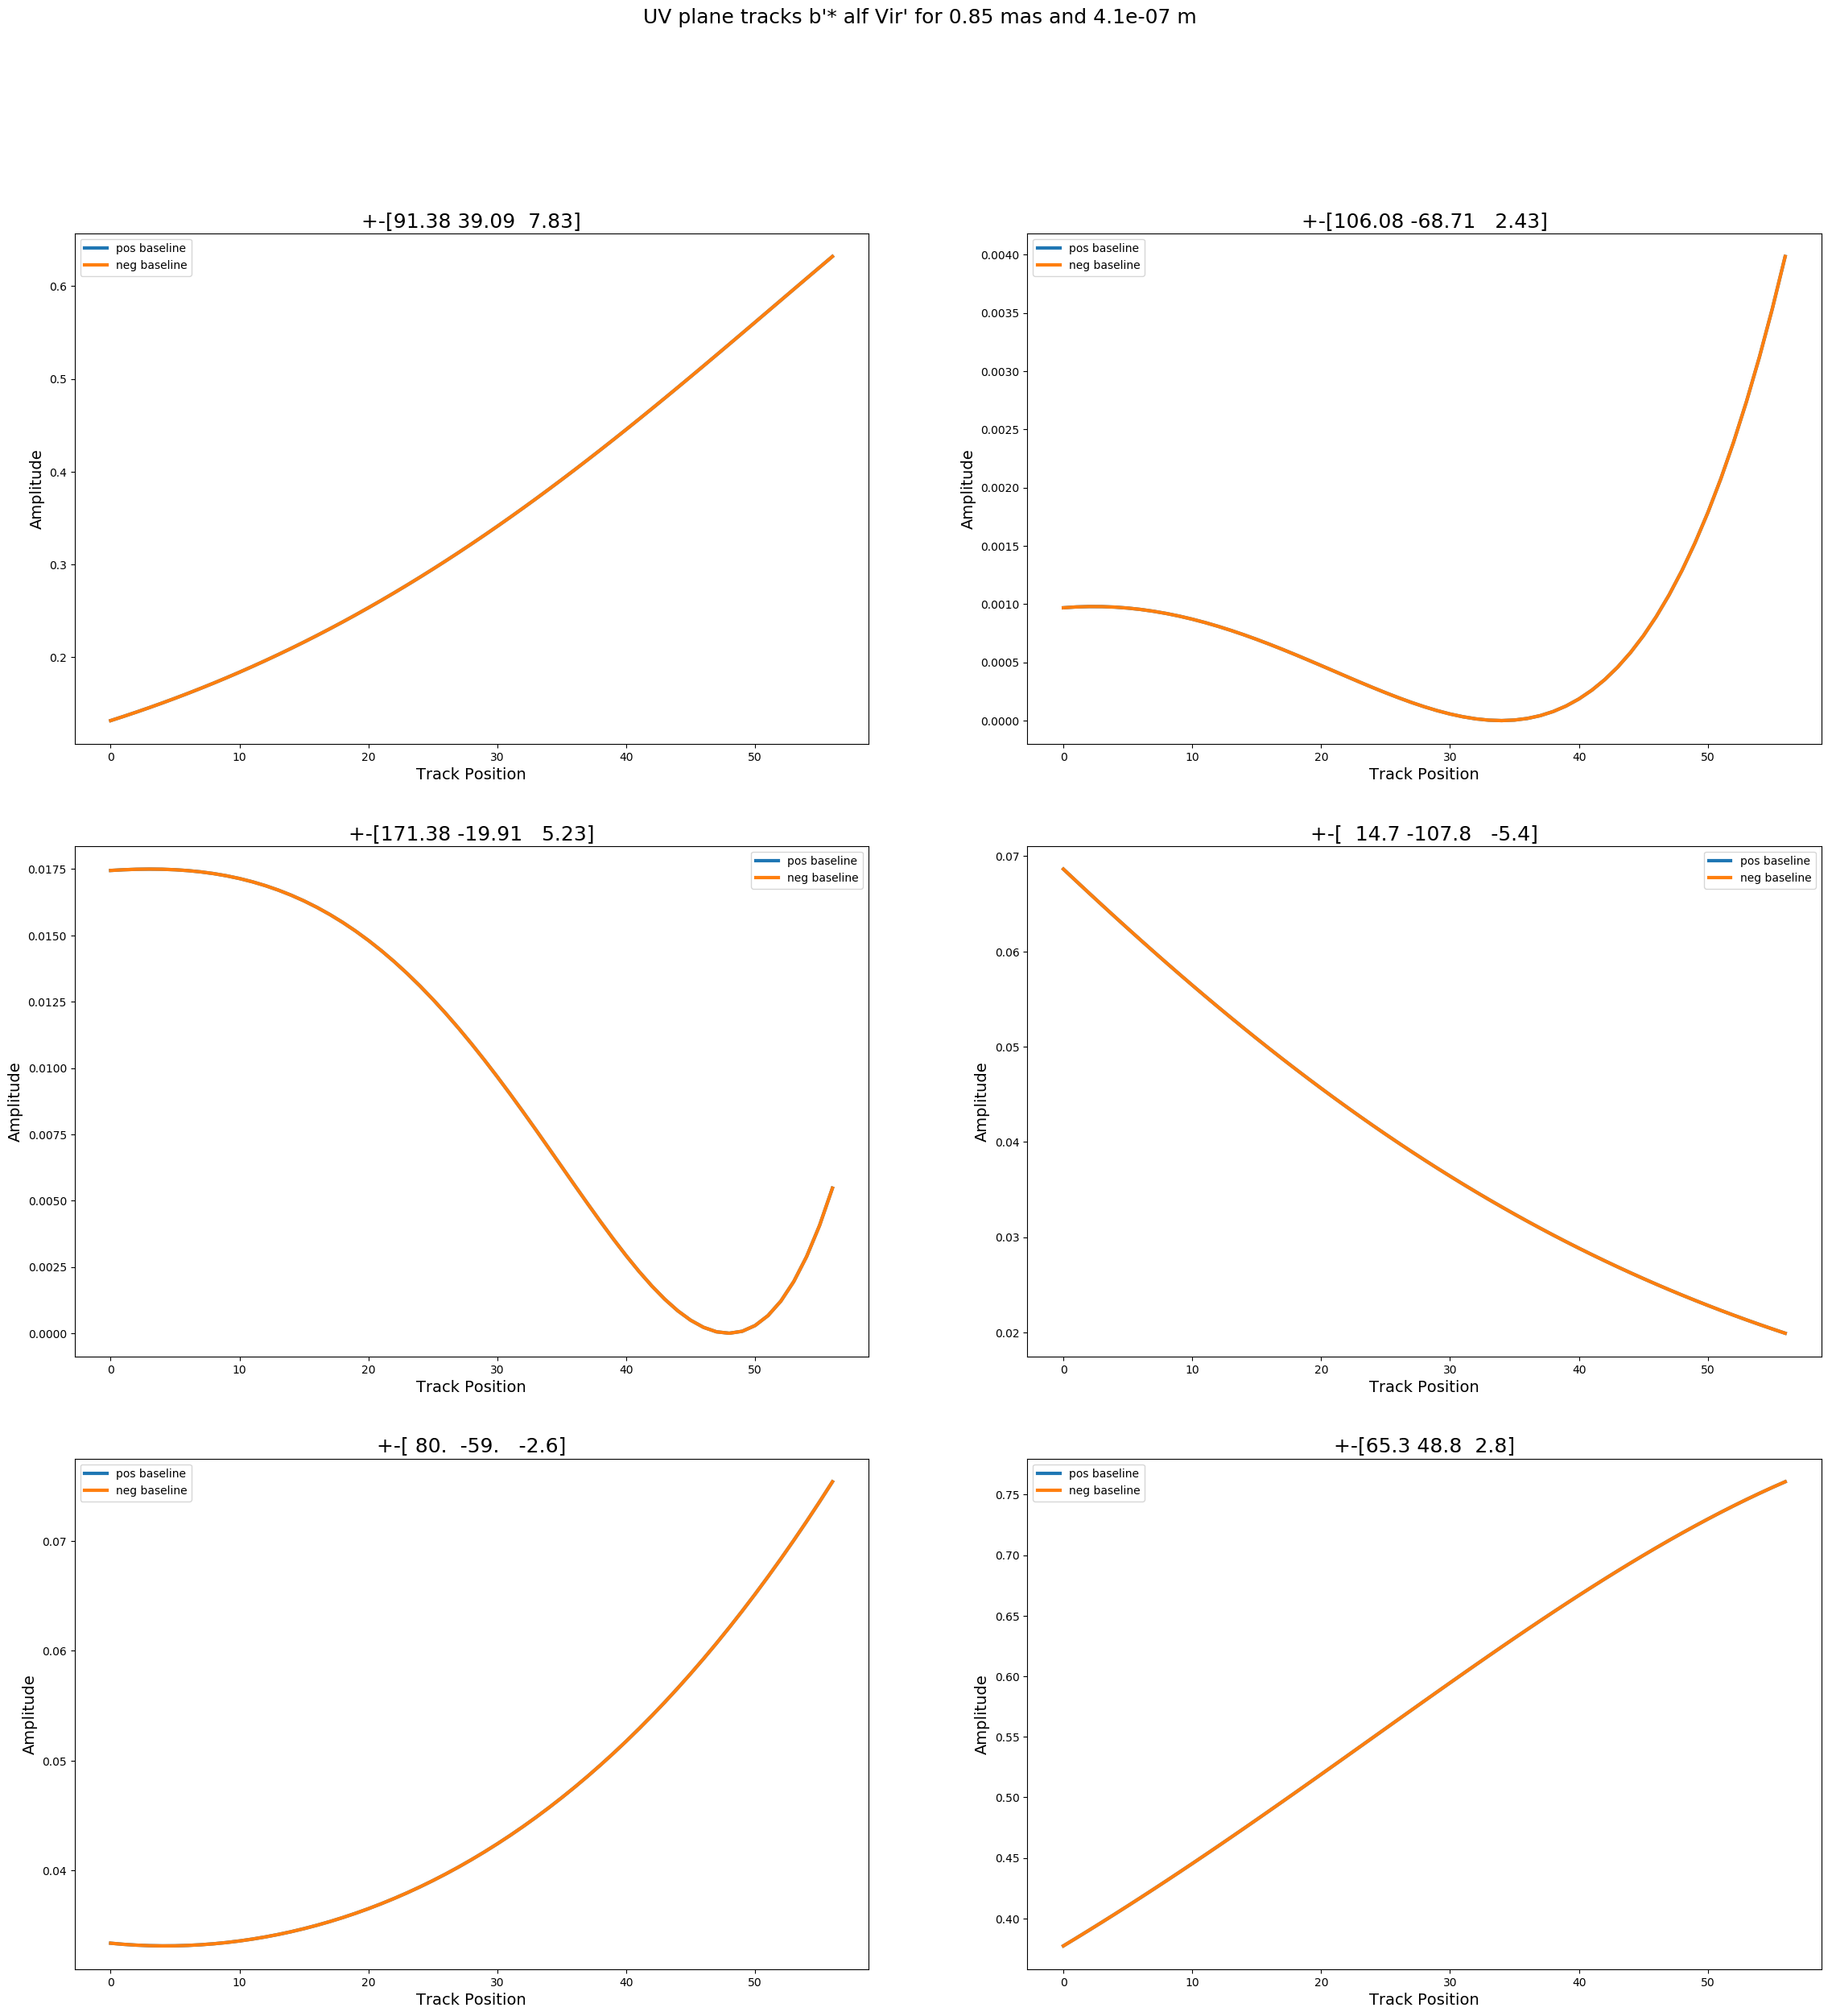 UV plane tracks b'* alf Vir' for 0.85 mas and 4.1e-07 m
+-[91.38 39.09  7.83]
pos baseline
neg baseline
Amplitude
0.6
0.5
0.4
0.3
0.2
0 10 20 30 40 50
Track Position
+-[106.08 -68.71   2.43]
pos baseline
neg baseline
Amplitude
0.0040
0.0035
0.0030
0.0025
0.0020
0.0015
0.0010
0.0005
0.0000
0 10 20 30 40 50
Track Position
+-[171.38 -19.91   5.23]
pos baseline
neg baseline
Amplitude
0.0175
0.0150
0.0125
0.0100
0.0075
0.0050
0.0025
0.0000
0 10 20 30 40 50
Track Position
+-[  14.7 -107.8   -5.4]
pos baseline
neg baseline
Amplitude
0.07
0.06
0.05
0.04
0.03
0.02
0 10 20 30 40 50
Track Position
+-[ 80.  -59.   -2.6]
pos baseline
neg baseline
Amplitude
0.07
0.06
0.05
0.04
0 10 20 30 40 50
Track Position
+-[65.3 48.8  2.8]
pos baseline
neg baseline
Amplitude
0.75
0.70
0.65
0.60
0.55
0.50
0.45
0.40
0 10 20 30 40 50
Track Position